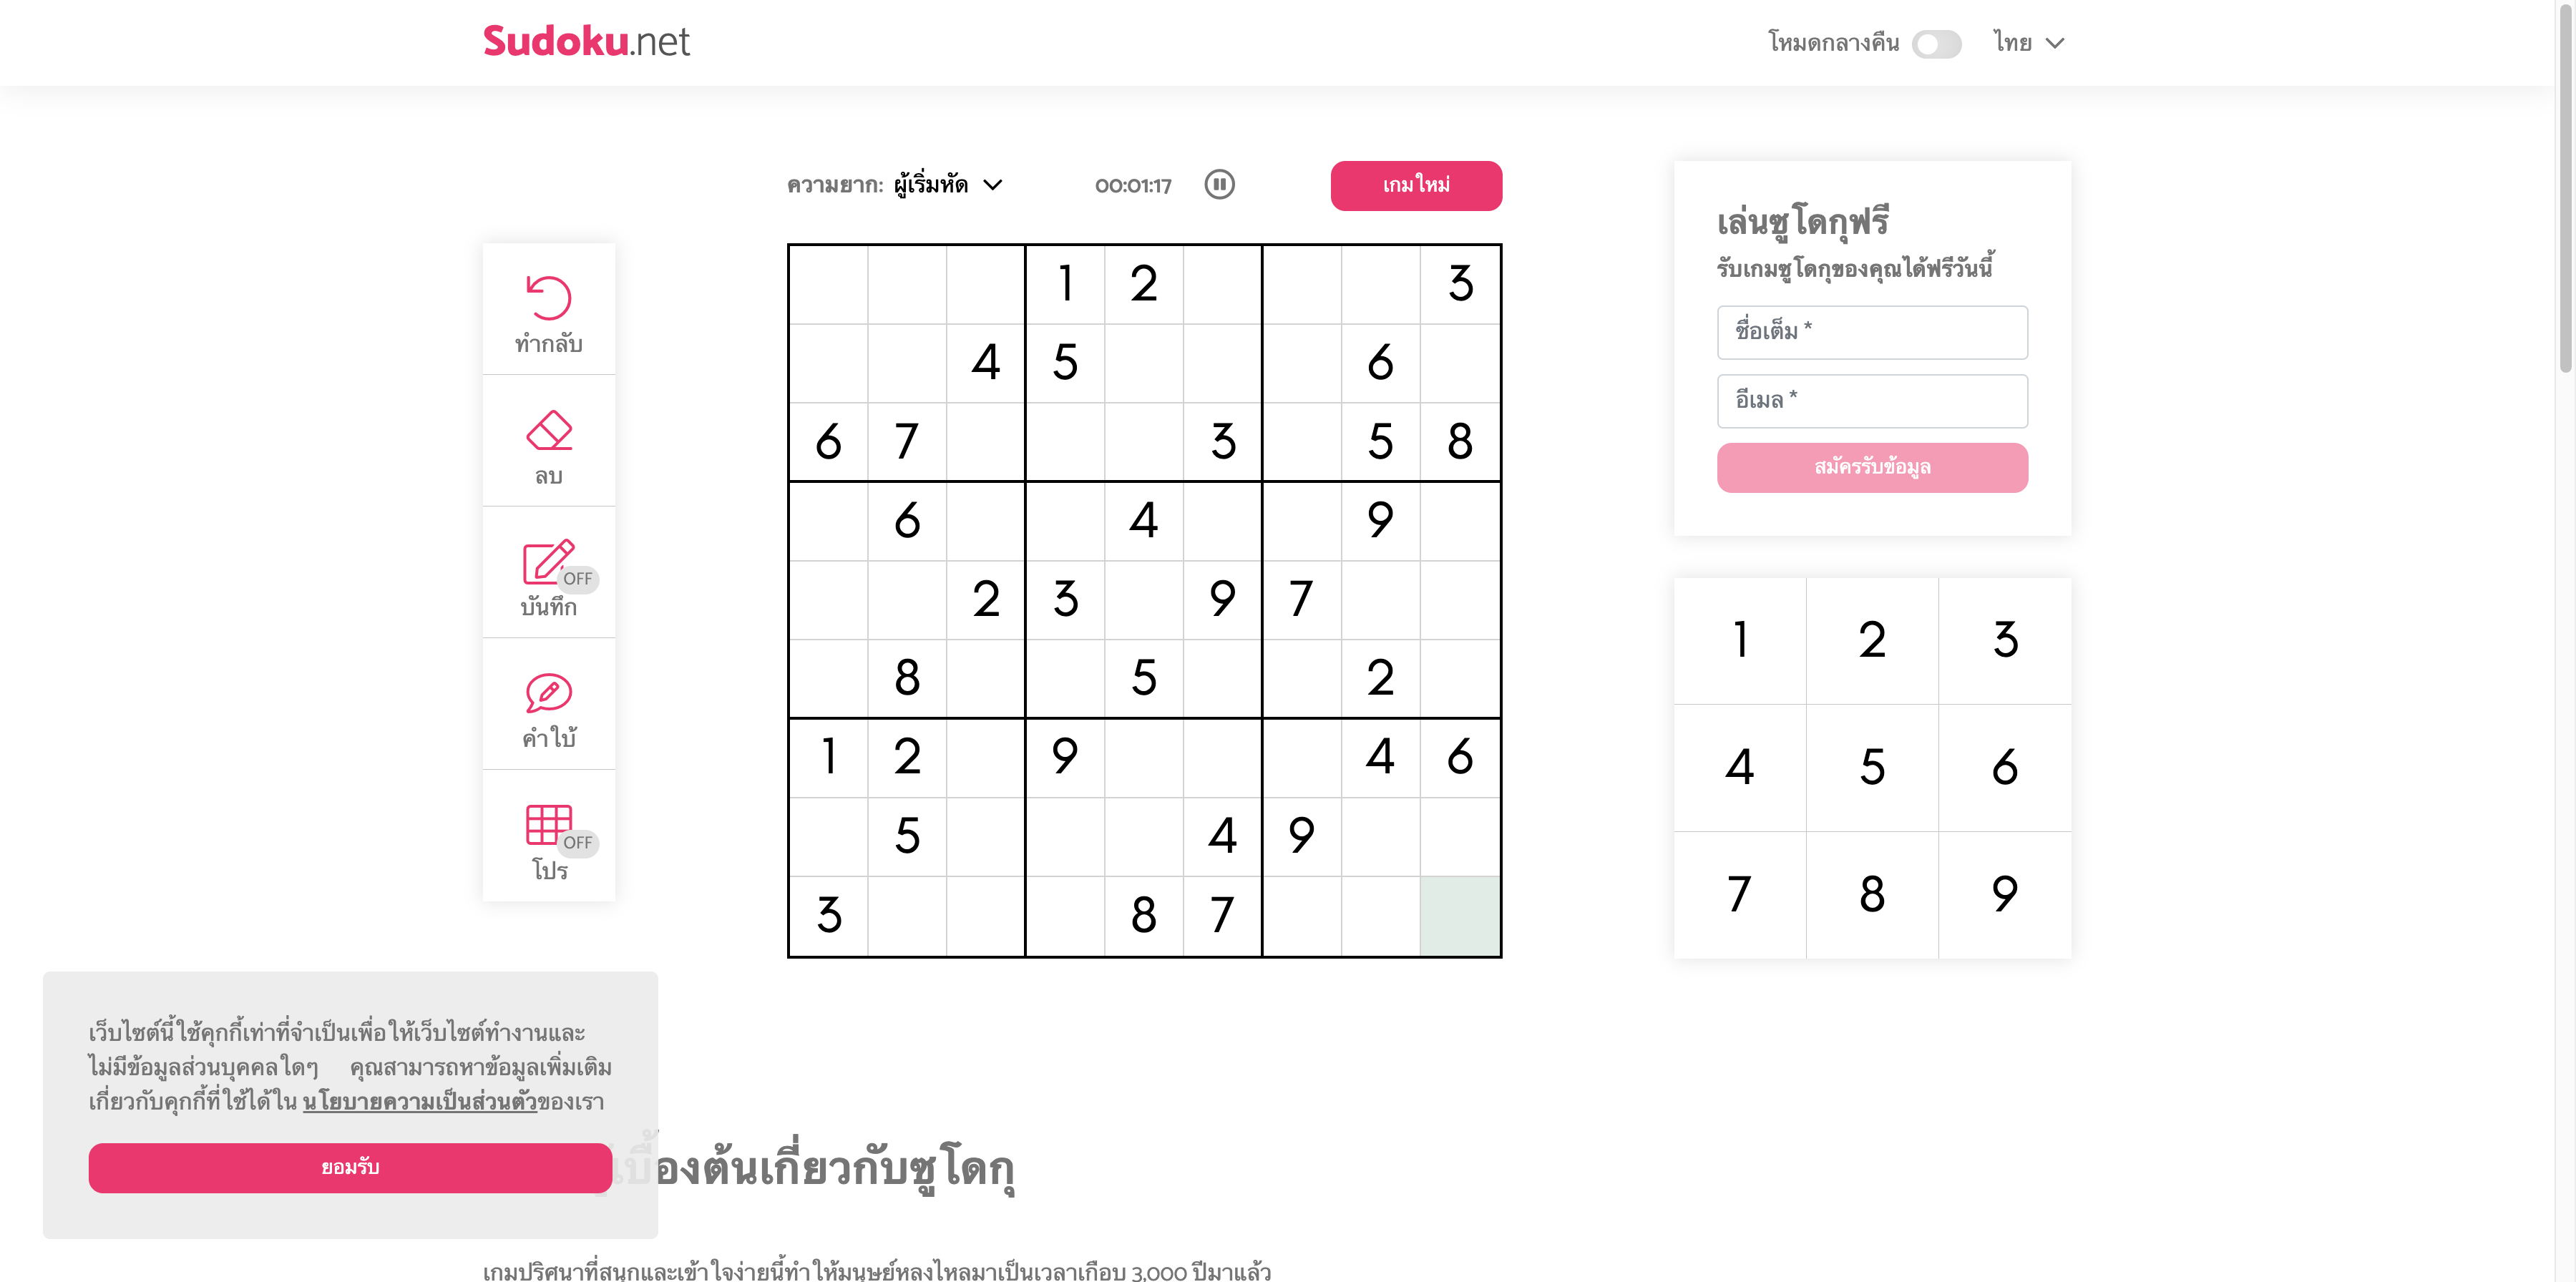 Sudoku.net
โหมดกลางคืน ไทย
ความยาก: ผู้เริ่มหัด 00:01:17 เกมใหม่
ทำกลับ
ลบ
OFF
บันทึก
คำใบ้
OFF
โปร
1 2 3
4 5 6
6 7 3 5 8
6 4 9
2 3 9 7
8 5 2
1 2 9 4 6
5 4 9
3 8 7
เล่นซูโดกุฟรี
รับเกมซูโดกุของคุณได้ฟรีวันนี้
ชื่อเต็ม *
อีเมล *
สมัครรับข้อมูล
1 2 3
4 5 6
7 8 9
เว็บไซต์นี้ใช้คุกกี้เท่าที่จำเป็นเพื่อให้เว็บไซต์ทำงานและ
ไม่มีข้อมูลส่วนบุคคลใดๆ คุณสามารถหาข้อมูลเพิ่มเติม
เกี่ยวกับคุกกี้ที่ใช้ได้ใน นโยบายความเป็นส่วนตัวของเรา
ยอมรับ
เบื้องต้นเกี่ยวกับซูโดกุ
เกมปริศนาที่สนุกและเข้าใจง่ายนี้ทำให้มนุษย์หลงไหลมาเป็นเวลาเกือบ 3,000 ปีมาแล้ว